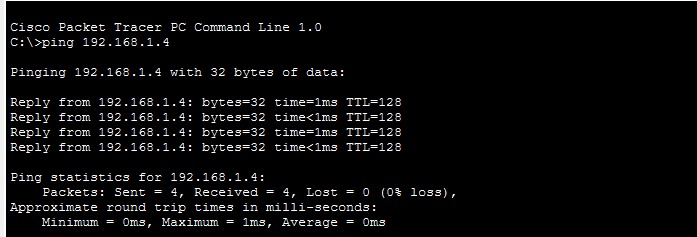 Cisco Packet Tracer PC Command Line 1.0
C:\>ping 192.168.1.4
Pinging 192.168.1.4 with 32 bytes of data:
Reply from 192.168.1.4: bytes=32 time=1ms TTL=128
Reply from 192.168.1.4: bytes=32 time<1ms TTL=128
Reply from 192.168.1.4: bytes=32 time<1ms TTL=128
Reply from 192.168.1.4: bytes=32 time<1ms TTL=128
Ping statistics for 192.168.1.4:
    Packets: Sent = 4, Received = 4, Lost = 0 (0% loss),
Approximate round trip times in milli-seconds:
    Minimum = 0ms, Maximum = 1ms, Average = 0ms